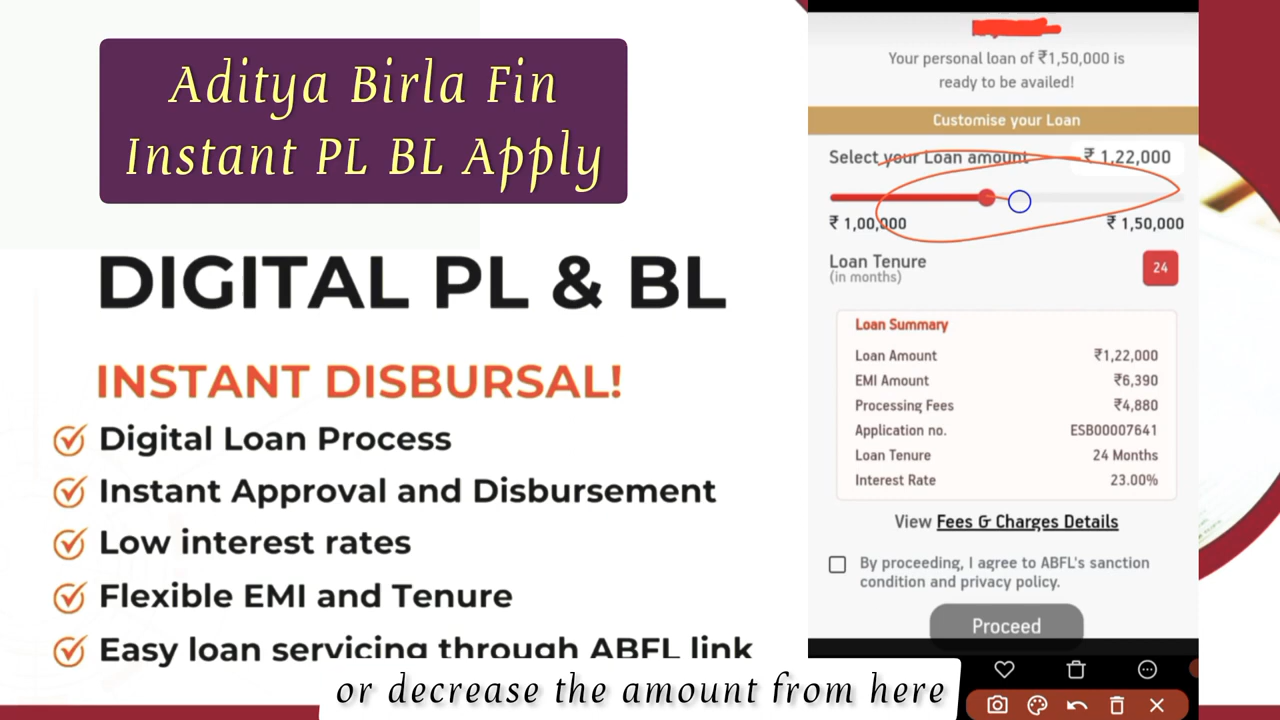 Aditya Birla Fin
Instant PL BL Apply
DIGITAL PL & BL
INSTANT DISBURSAL!
Digital Loan Process
Instant Approval and Disbursement
Low interest rates
Flexible EMI and Tenure
Easy loan servicing through ABFL link
Your personal loan of ₹1,50,000 is
ready to be availed!
Customise your Loan
Select your Loan amount ₹ 1,22,000
₹ 1,00,000 ₹ 1,50,000
Loan Tenure 24
(in months)
Loan Summary
Loan Amount ₹1,22,000
EMI Amount ₹6,390
Processing Fees ₹4,880
Application no. ESB00007641
Loan Tenure 24 Months
Interest Rate 23.00%
View Fees & Charges Details
By proceeding, I agree to ABFL's sanction
condition and privacy policy.
Proceed
or decrease the amount from here